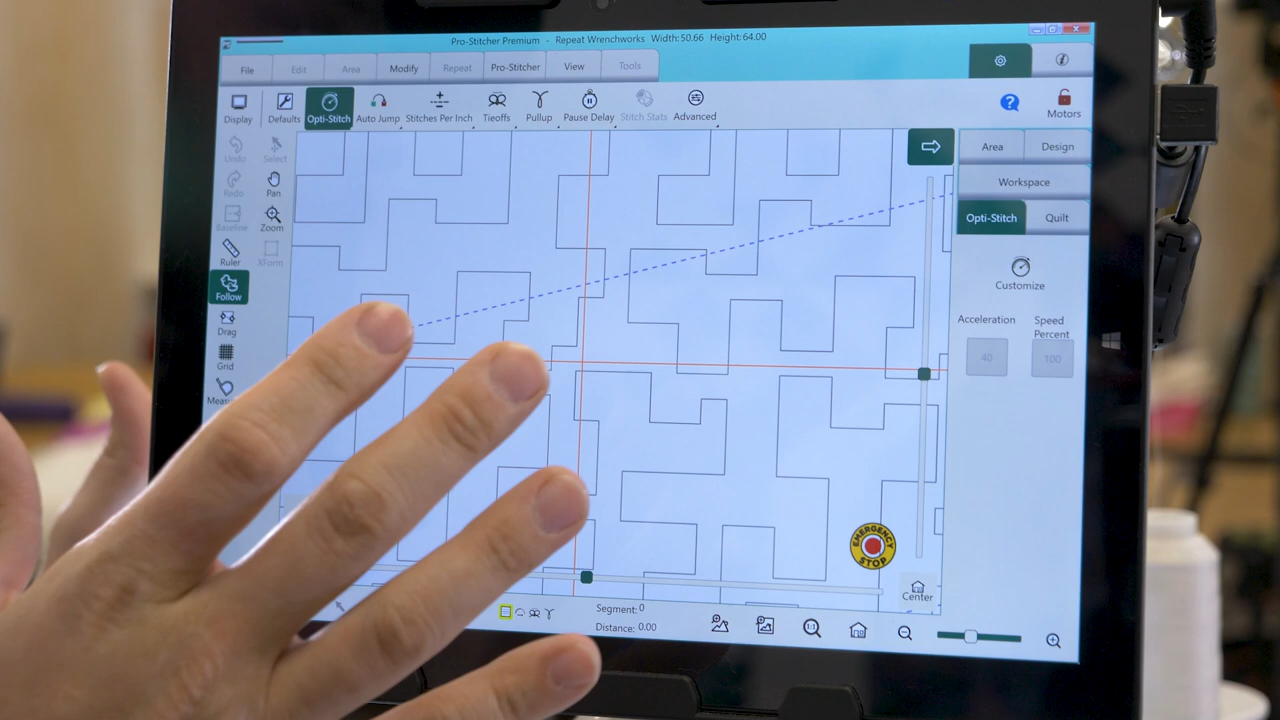 Pro-Stitcher Premium - Repeat Wrenchworks Width: 50.66 Height: 64.00
File Edit Area Modify Repeat Pro-Stitcher View Tools
Display Defaults Opti-Stitch Auto Jump Stitches Per Inch Tieoffs Pullup Pause Delay Stitch Stats Advanced Motors
Undo Select
Redo Pan
Baseline Zoom
Ruler XForm
Follow
Drag
Grid
Area Design
Workspace
Opti-Stitch Quilt
Customize
Acceleration Speed
Percent
40 100
EMERGENCY
STOP
Center
1:1
Segment: 0
Distance: 0.00